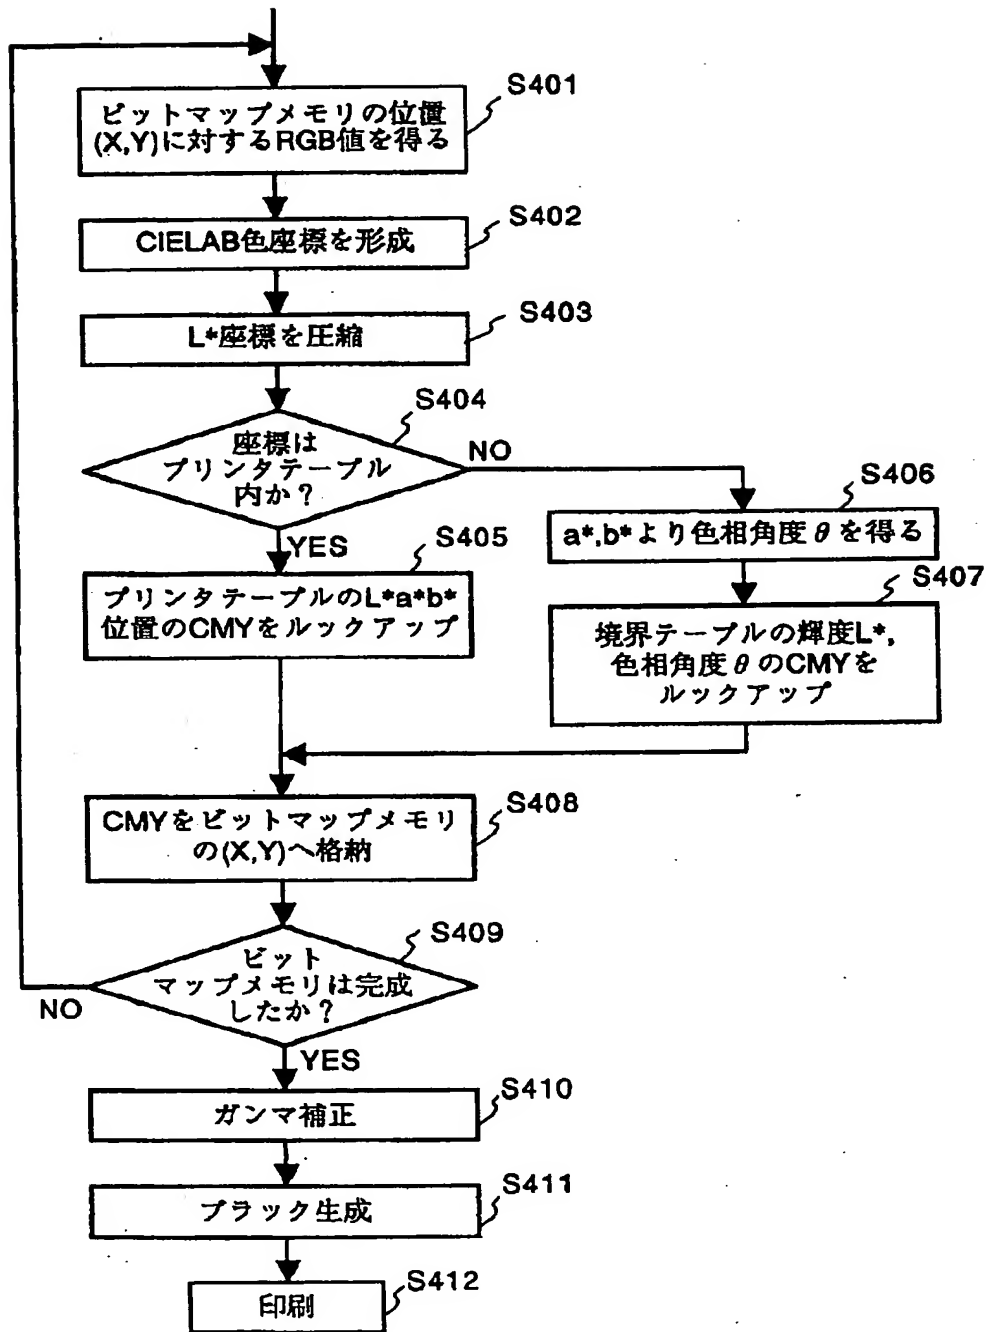 S401
ビットマップメモリの位置
(X,Y)に対するRGB値を得る
S402
CIELAB色座標を形成
S403
L*座標を圧縮
S404
座標は
プリンタテーブル
内か？
NO
YES
S405
プリンタテーブルのL*a*b*
位置のCMYをルックアップ
S406
a*,b*より色相角度θを得る
S407
境界テーブルの輝度L*,
色相角度θのCMYを
ルックアップ
S408
CMYをビットマップメモリ
の(X,Y)へ格納
S409
ビット
マップメモリは完成
したか？
NO
YES
S410
ガンマ補正
S411
ブラック生成
S412
印刷